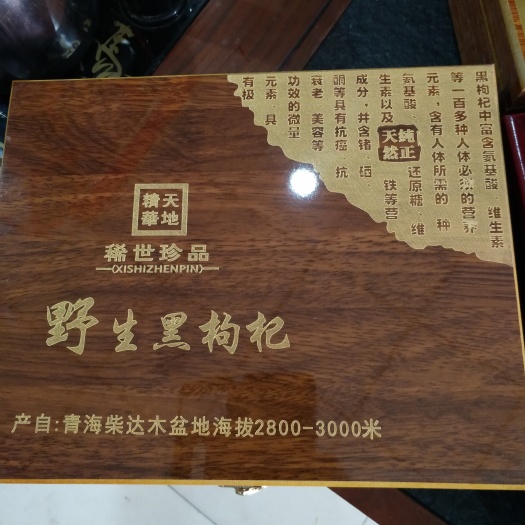 黑枸杞中富含氨基酸 维生素
等一百多种人体必须的营养
元素,含有人体所需的 种
氨基酸. 还原糖.维
生素以及 铁等营
成分,并含锗.硒.
酮等具有抗癌 抗
衰老 美容等
功效的微量
元素.具
有极
天然
純正
天地
精華
稀世珍品
(XISHIZHENPIN)
野生黑枸杞
产自:青海柴达木盆地海拔2800-3000米